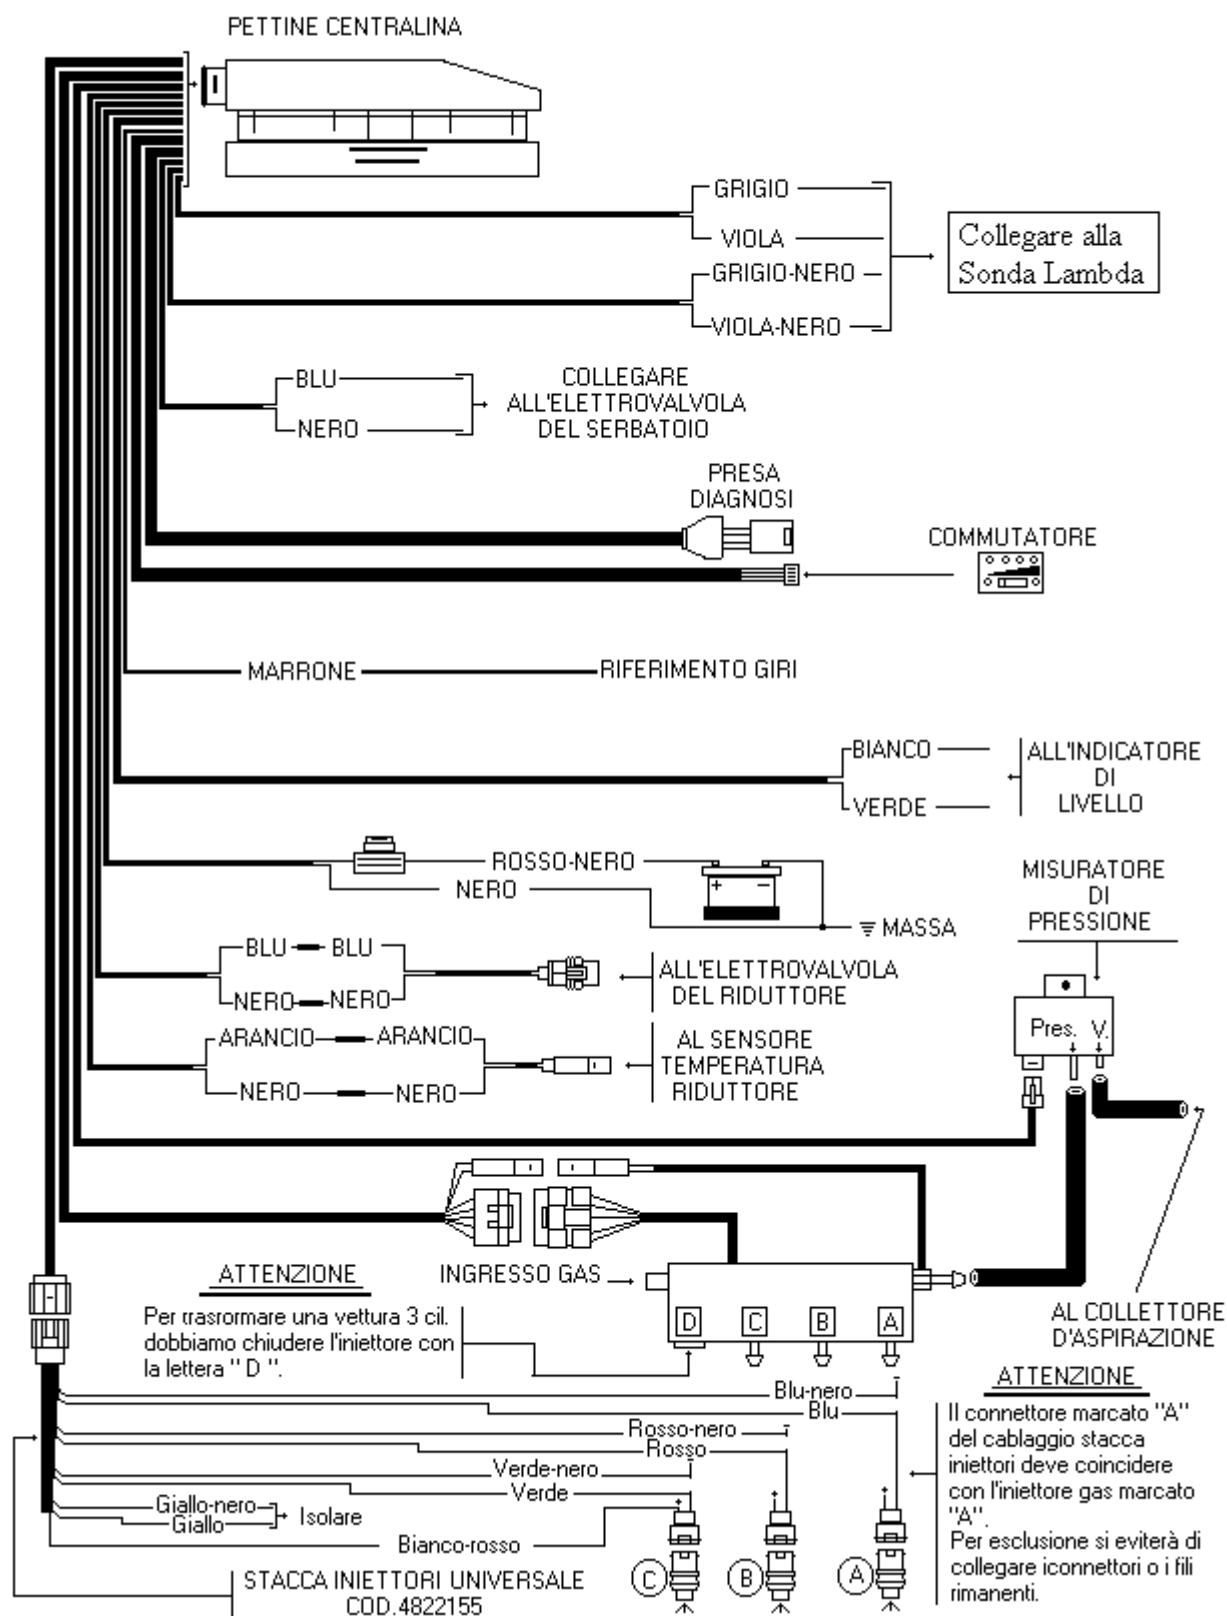 PETTINE CENTRALINA
GRIGIO
VIOLA
GRIGIO-NERO
VIOLA-NERO
Collegare alla
Sonda Lambda
BLU
NERO
COLLEGARE
ALL'ELETTROVALVOLA
DEL SERBATOIO
PRESA
DIAGNOSI
COMMUTATORE
MARRONE
RIFERIMENTO GIRI
BIANCO
VERDE
ALL'INDICATORE
DI
LIVELLO
ROSSO-NERO
NERO
+ −
MASSA
MISURATORE
DI
PRESSIONE
Pres. V.
BLU BLU
NERO NERO
ALL'ELETTROVALVOLA
DEL RIDUTTORE
ARANCIO ARANCIO
NERO NERO
AL SENSORE
TEMPERATURA
RIDUTTORE
ATTENZIONE
Per trasrormare una vettura 3 cil.
dobbiamo chiudere l'iniettore con
la lettera " D ".
INGRESSO GAS
D C B A
AL COLLETTORE
D'ASPIRAZIONE
ATTENZIONE
Il connettore marcato "A"
del cablaggio stacca
iniettori deve coincidere
con l'iniettore gas marcato
"A".
Per esclusione si eviterà di
collegare iconnettori o i fili
rimanenti.
Blu-nero
Blu
Rosso-nero
Rosso
Verde-nero
Verde
Giallo-nero
Giallo
Isolare
Bianco-rosso
C B A
STACCA INIETTORI UNIVERSALE
COD.4822155